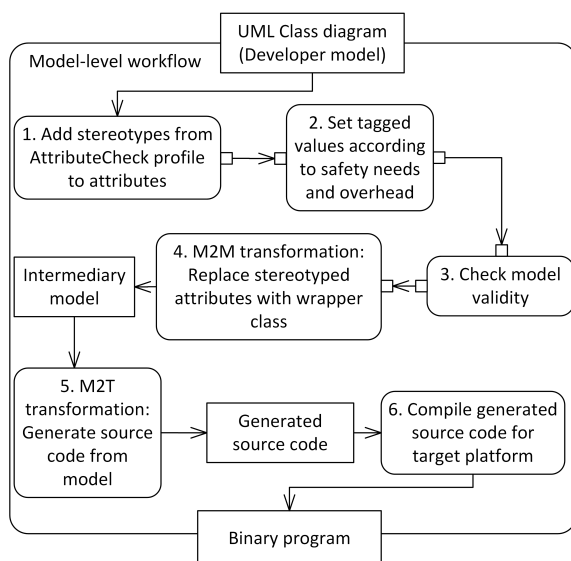 UML Class diagram
(Developer model)
Model-level workflow
1. Add stereotypes from
AttributeCheck profile
to attributes
2. Set tagged
values according
to safety needs
and overhead
3. Check model
validity
4. M2M transformation:
Replace stereotyped
attributes with wrapper
class
Intermediary
model
5. M2T
transformation:
Generate source
code from
model
Generated
source code
6. Compile generated
source code for
target platform
Binary program